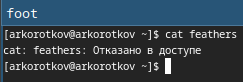 foot
[arkorotkov@arkorotkov ~]$ cat feathers
cat: feathers: Отказано в доступе
[arkorotkov@arkorotkov ~]$